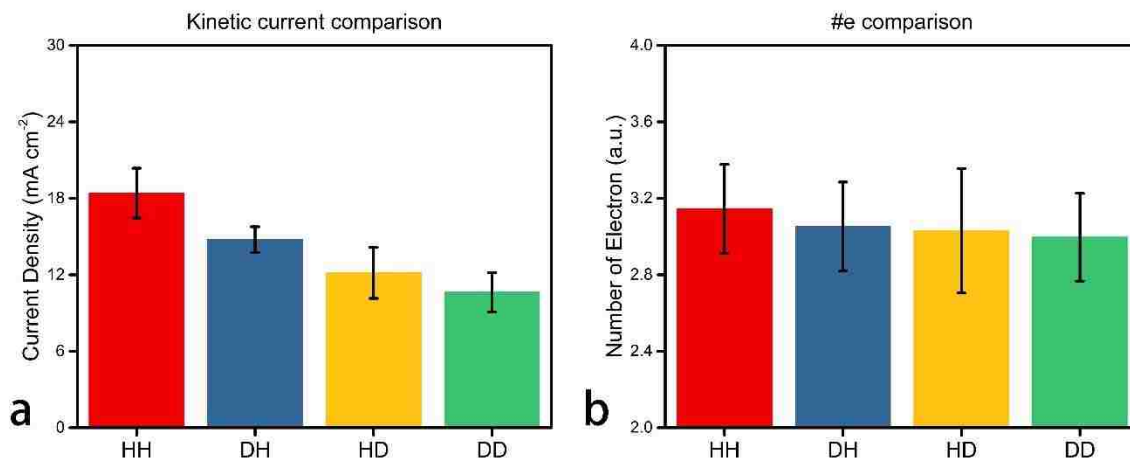 Kinetic current comparison
Current Density (mA cm⁻²)
30
24
18
12
6
0
HH DH HD DD
a
#e comparison
Number of Electron (a.u.)
4.0
3.6
3.2
2.8
2.4
2.0
HH DH HD DD
b